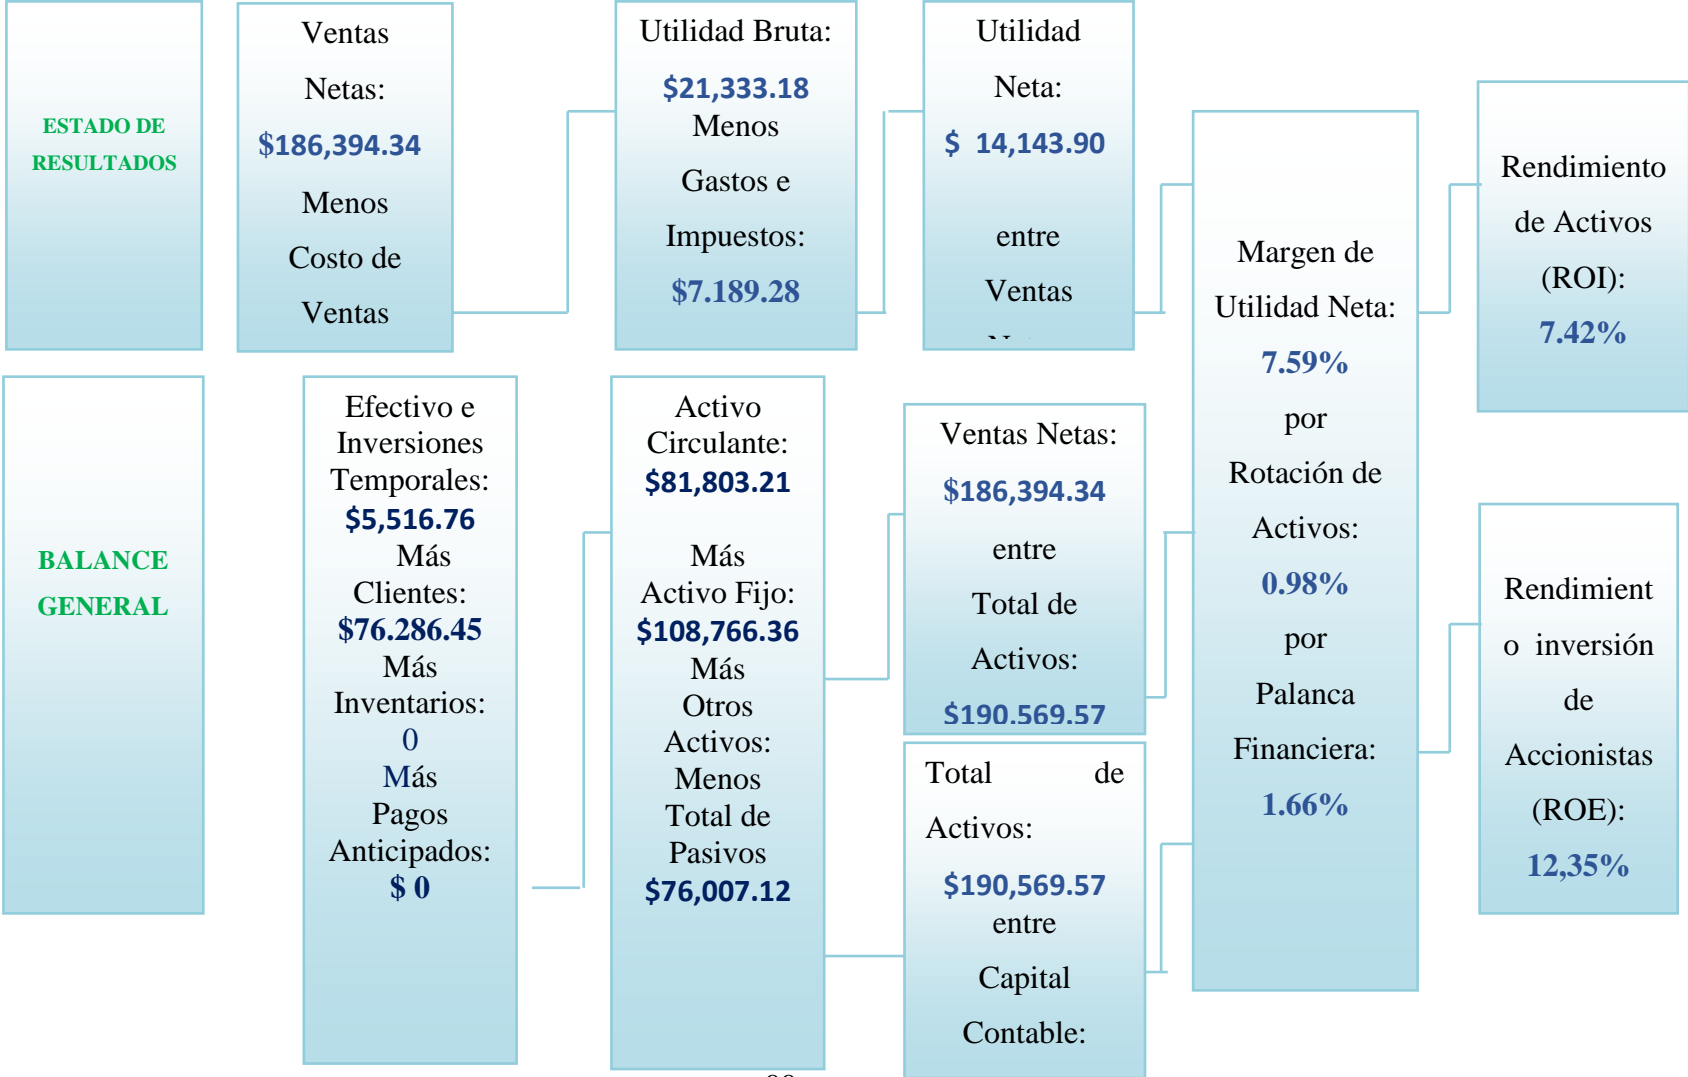 ESTADO DE
RESULTADOS
Ventas
Netas:
$186,394.34
Menos
Costo de
Ventas
Utilidad Bruta:
$21,333.18
Menos
Gastos e
Impuestos:
$7.189.28
Utilidad
Neta:
$ 14,143.90
entre
Ventas
Margen de
Utilidad Neta:
7.59%
por
Rotación de
Activos:
0.98%
por
Palanca
Financiera:
1.66%
Rendimiento
de Activos
(ROI):
7.42%
BALANCE
GENERAL
Efectivo e
Inversiones
Temporales:
$5,516.76
Más
Clientes:
$76.286.45
Más
Inventarios:
0
Más
Pagos
Anticipados:
$ 0
Activo
Circulante:
$81,803.21
Más
Activo Fijo:
$108,766.36
Más
Otros
Activos:
Menos
Total de
Pasivos
$76,007.12
Ventas Netas:
$186,394.34
entre
Total de
Activos:
$190.569.57
Total de
Activos:
$190,569.57
entre
Capital
Contable:
Rendimient
o inversión
de
Accionistas
(ROE):
12,35%